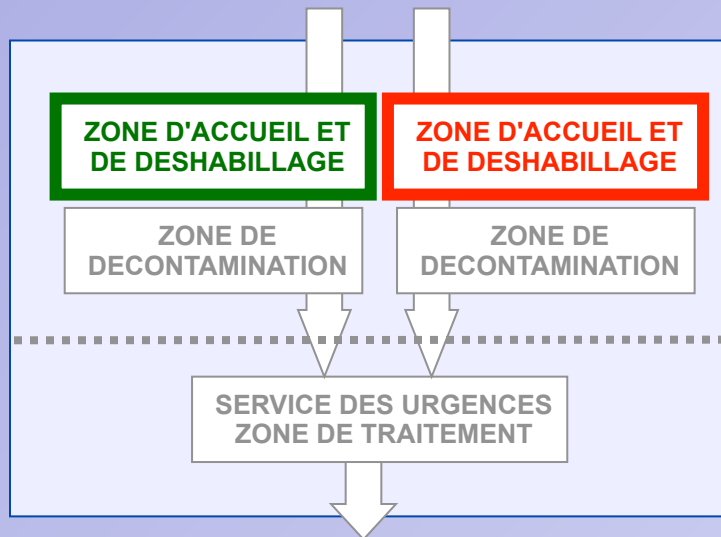 ZONE D'ACCUEIL ET
DE DESHABILLAGE
ZONE D'ACCUEIL ET
DE DESHABILLAGE
ZONE DE
DECONTAMINATION
ZONE DE
DECONTAMINATION
SERVICE DES URGENCES
ZONE DE TRAITEMENT